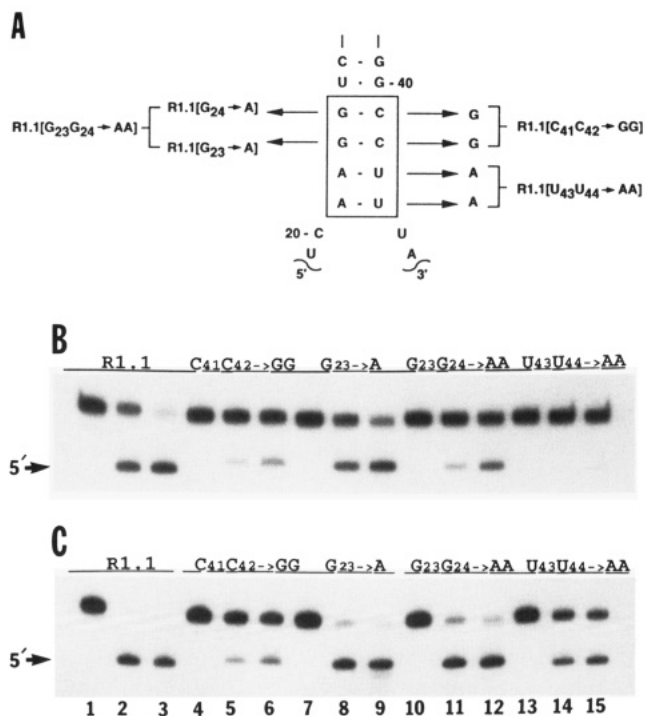 A
C - G
U - G - 40
R1.1[G24→A] G - C G
R1.1[G23G24→AA] R1.1[C41C42→GG]
R1.1[G23→A] G - C G
A - U A
R1.1[U43U44→AA]
A - U A
20 - C U
U A
5′ 3′
B
R1.1 C41C42->GG G23->A G23G24->AA U43U44->AA
5′
C
R1.1 C41C42->GG G23->A G23G24->AA U43U44->AA
5′
1 2 3 4 5 6 7 8 9 10 11 12 13 14 15